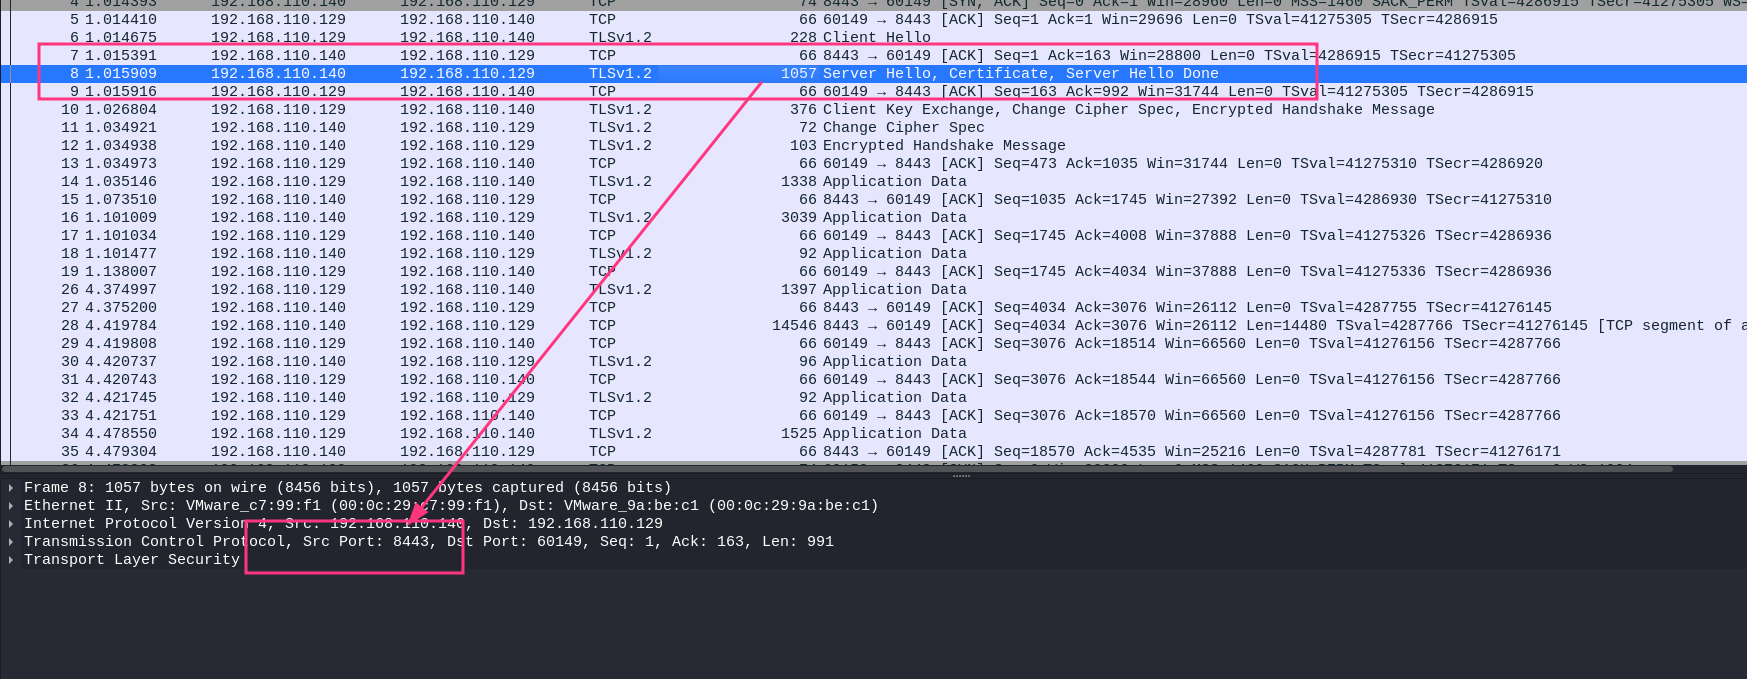 4 1.014393 192.168.110.140 192.168.110.129 TCP 74 8443 → 60149 [SYN, ACK] Seq=0 Ack=1 Win=28960 Len=0 MSS=1460 SACK_PERM TSval=4286915 TSecr=41275305 WS=
5 1.014410 192.168.110.129 192.168.110.140 TCP 66 60149 → 8443 [ACK] Seq=1 Ack=1 Win=29696 Len=0 TSval=41275305 TSecr=4286915
6 1.014675 192.168.110.129 192.168.110.140 TLSv1.2 228 Client Hello
7 1.015391 192.168.110.140 192.168.110.129 TCP 66 8443 → 60149 [ACK] Seq=1 Ack=163 Win=28800 Len=0 TSval=4286915 TSecr=41275305
8 1.015909 192.168.110.140 192.168.110.129 TLSv1.2 1057 Server Hello, Certificate, Server Hello Done
9 1.015916 192.168.110.129 192.168.110.140 TCP 66 60149 → 8443 [ACK] Seq=163 Ack=992 Win=31744 Len=0 TSval=41275305 TSecr=4286915
10 1.026804 192.168.110.129 192.168.110.140 TLSv1.2 376 Client Key Exchange, Change Cipher Spec, Encrypted Handshake Message
11 1.034921 192.168.110.140 192.168.110.129 TLSv1.2 72 Change Cipher Spec
12 1.034938 192.168.110.140 192.168.110.129 TLSv1.2 103 Encrypted Handshake Message
13 1.034973 192.168.110.129 192.168.110.140 TCP 66 60149 → 8443 [ACK] Seq=473 Ack=1035 Win=31744 Len=0 TSval=41275310 TSecr=4286920
14 1.035146 192.168.110.129 192.168.110.140 TLSv1.2 1338 Application Data
15 1.073510 192.168.110.140 192.168.110.129 TCP 66 8443 → 60149 [ACK] Seq=1035 Ack=1745 Win=27392 Len=0 TSval=4286930 TSecr=41275310
16 1.101009 192.168.110.140 192.168.110.129 TLSv1.2 3039 Application Data
17 1.101034 192.168.110.129 192.168.110.140 TCP 66 60149 → 8443 [ACK] Seq=1745 Ack=4008 Win=37888 Len=0 TSval=41275326 TSecr=4286936
18 1.101477 192.168.110.140 192.168.110.129 TLSv1.2 92 Application Data
19 1.138007 192.168.110.129 192.168.110.140 TCP 66 60149 → 8443 [ACK] Seq=1745 Ack=4034 Win=37888 Len=0 TSval=41275336 TSecr=4286936
26 4.374997 192.168.110.129 192.168.110.140 TLSv1.2 1397 Application Data
27 4.375200 192.168.110.140 192.168.110.129 TCP 66 8443 → 60149 [ACK] Seq=4034 Ack=3076 Win=26112 Len=0 TSval=4287755 TSecr=41276145
28 4.419784 192.168.110.140 192.168.110.129 TCP 14546 8443 → 60149 [ACK] Seq=4034 Ack=3076 Win=26112 Len=14480 TSval=4287766 TSecr=41276145 [TCP segment of a
29 4.419808 192.168.110.129 192.168.110.140 TCP 66 60149 → 8443 [ACK] Seq=3076 Ack=18514 Win=66560 Len=0 TSval=41276156 TSecr=4287766
30 4.420737 192.168.110.140 192.168.110.129 TLSv1.2 96 Application Data
31 4.420743 192.168.110.129 192.168.110.140 TCP 66 60149 → 8443 [ACK] Seq=3076 Ack=18544 Win=66560 Len=0 TSval=41276156 TSecr=4287766
32 4.421745 192.168.110.140 192.168.110.129 TLSv1.2 92 Application Data
33 4.421751 192.168.110.129 192.168.110.140 TCP 66 60149 → 8443 [ACK] Seq=3076 Ack=18570 Win=66560 Len=0 TSval=41276156 TSecr=4287766
34 4.478550 192.168.110.129 192.168.110.140 TLSv1.2 1525 Application Data
35 4.479304 192.168.110.140 192.168.110.129 TCP 66 8443 → 60149 [ACK] Seq=18570 Ack=4535 Win=25216 Len=0 TSval=4287781 TSecr=41276171
Frame 8: 1057 bytes on wire (8456 bits), 1057 bytes captured (8456 bits)
Ethernet II, Src: VMware_c7:99:f1 (00:0c:29:c7:99:f1), Dst: VMware_9a:be:c1 (00:0c:29:9a:be:c1)
Internet Protocol Version 4, Src: 192.168.110.140, Dst: 192.168.110.129
Transmission Control Protocol, Src Port: 8443, Dst Port: 60149, Seq: 1, Ack: 163, Len: 991
Transport Layer Security